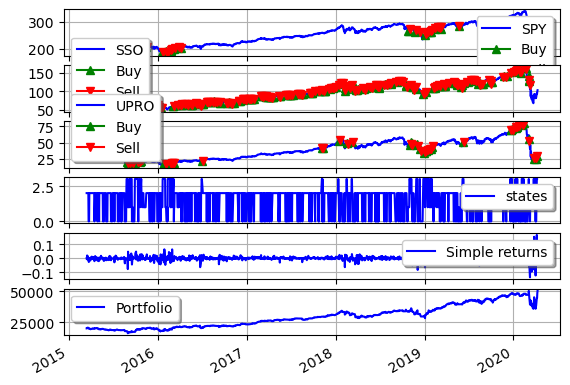 300
200
SPY
Buy
SSO
Buy
Sell
150
100
50
UPRO
Buy
Sell
75
50
25
2.5
0.0
states
0.1
0.0
−0.1
Simple returns
50000
25000
Portfolio
2015
2016
2017
2018
2019
2020